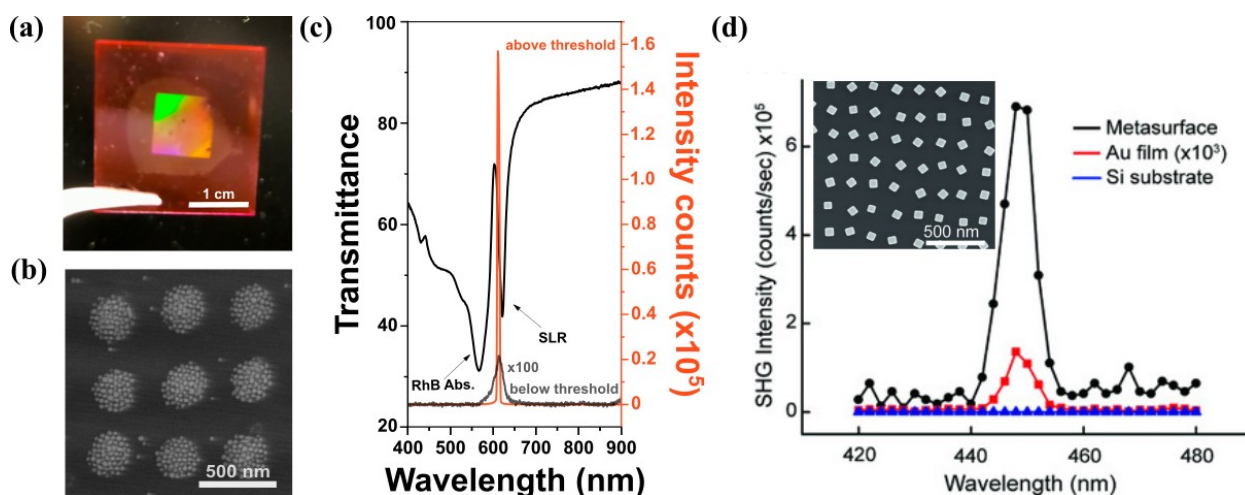 (a)
1 cm
(b)
500 nm
(c)
100
80
60
40
20
Transmittance
400 500 600 700 800 900
Wavelength (nm)
above threshold
RhB Abs.
SLR
x100
below threshold
1.6
1.4
1.2
1.0
0.8
0.6
0.4
0.2
0
Intensity counts (x10⁵)
(d)
SHG Intensity (counts/sec) x10⁵
6
4
2
0
500 nm
Metasurface
Au film (x10³)
Si substrate
420 440 460 480
Wavelength (nm)